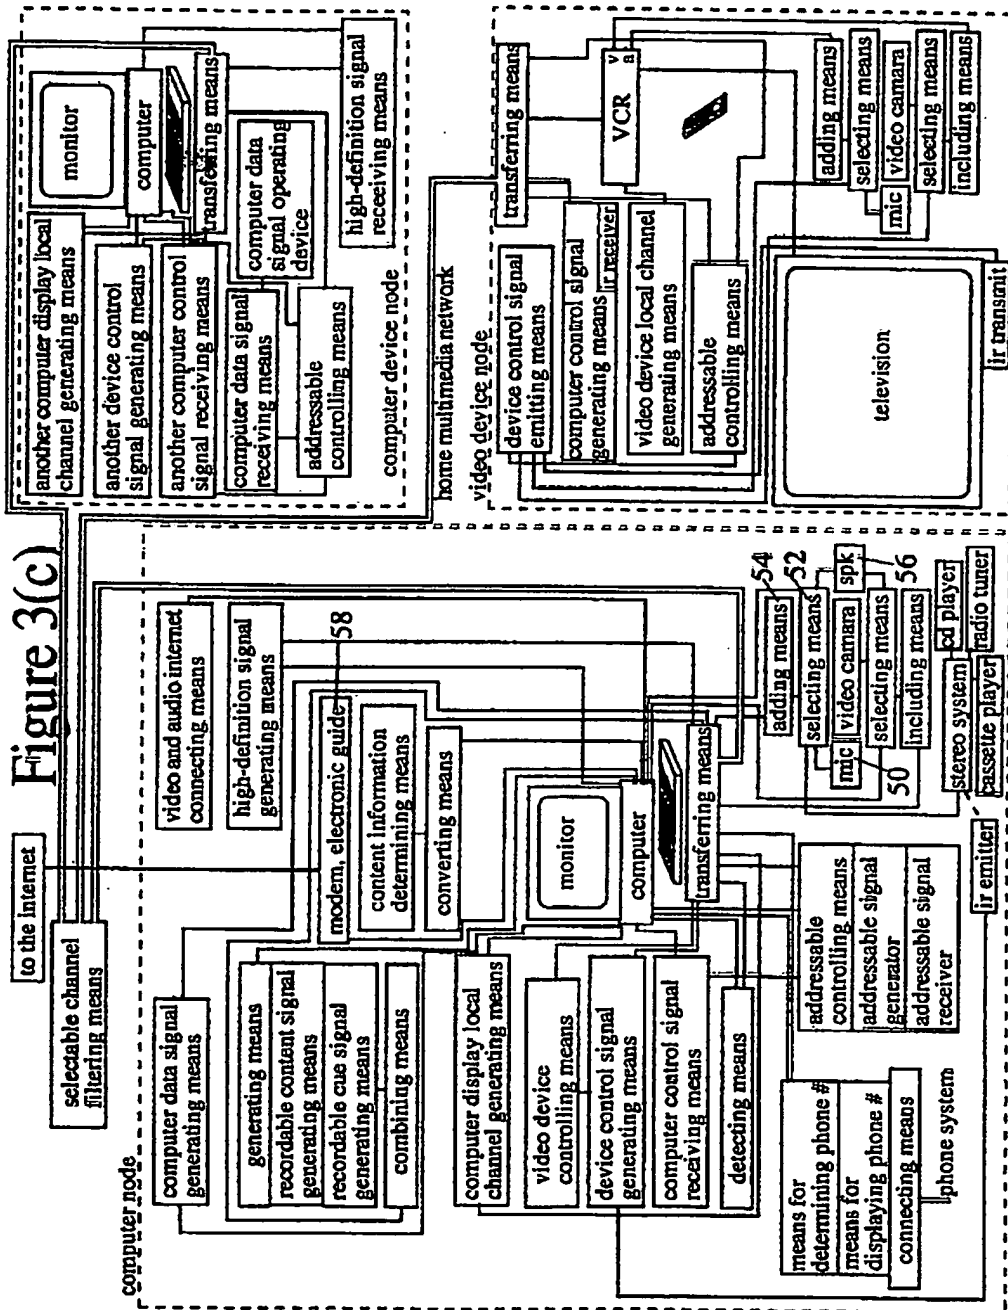 Figure 3(c)
to the internet
selectable channel
filtering means
computer node
computer data signal
generating means
generating means
recordable content signal
generating means
recordable cue signal
generating means
combining means
computer display local
channel generating means
video device
controlling means
device control signal
generating means
computer control signal
receiving means
detecting means
means for
determining phone #
means for
displaying phone #
connecting means
phone system
video and audio internet
connecting means
high-definition signal
generating means
58
modem, electronic guide
content information
determining means
converting means
monitor
computer
transferring means
addressable
controlling means
addressable signal
generator
addressable signal
receiver
ir emitter
54
adding means
52
selecting means
mic
50
video camara
spk
56
selecting means
including means
stereo system
cd player
radio tuner
cassette player
another computer display local
channel generating means
another device control
signal generating means
another computer control
signal receiving means
computer data signal
receiving means
addressable
controlling means
monitor
computer
transferring means
computer data
signal operating
device
high-definition signal
receiving means
computer device node
home multimedia network
video device node
transferring means
device control signal
emitting means
computer control signal
generating means
ir receiver
video device local channel
generating means
addressable
controlling means
VCR
v
a
television
ir transmit
adding means
selecting means
mic
video camara
selecting means
including means